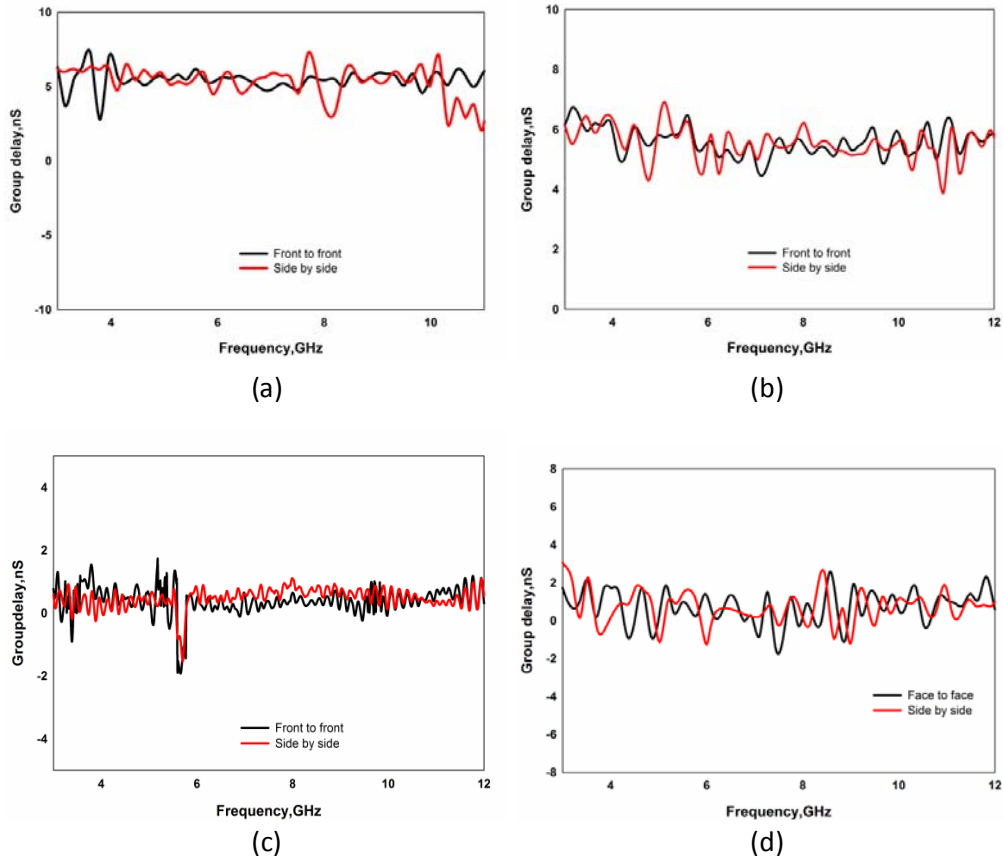 10
5
0
-5
-10
Group delay,nS
Front to front
Side by side
4 6 8 10
Frequency,GHz
(a)
10
8
6
4
2
0
Group delay,nS
Front to front
Side by side
4 6 8 10 12
Frequency,GHz
(b)
4
2
0
-2
-4
Groupdelay,nS
Front to front
Side by side
4 6 8 10 12
Frequency,GHz
(c)
8
6
4
2
0
-2
-4
-6
-8
Group delay,nS
Face to face
Side by side
4 6 8 10 12
Frequency,GHz
(d)